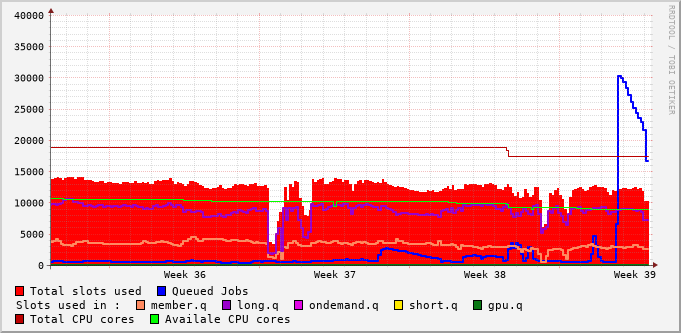 40000
35000
30000
25000
20000
15000
10000
5000
0
Week 36 Week 37 Week 38 Week 39
RRDTOOL / TOBI OETIKER
Total slots used Queued Jobs
Slots used in : member.q long.q ondemand.q short.q gpu.q
Total CPU cores Availale CPU cores